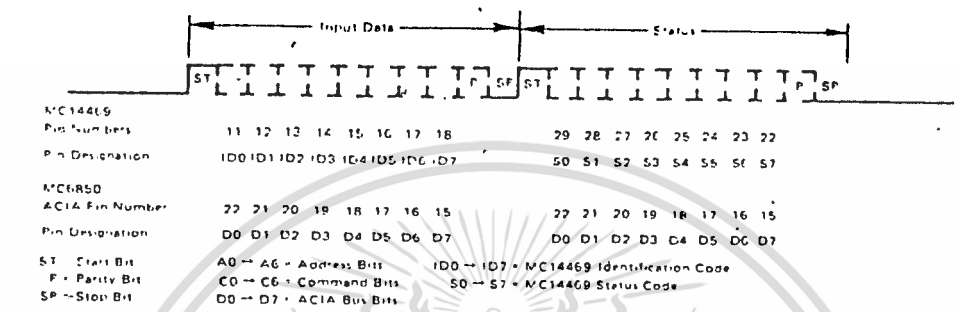 Input Data Status
ST P SP ST P SP
MC14469
Pin Numbers 11 12 13 14 15 16 17 18 29 28 27 26 25 24 23 22
Pin Designation ID0 ID1 ID2 ID3 ID4 ID5 ID6 ID7 S0 S1 S2 S3 S4 S5 S6 S7
MC6850
ACIA Pin Number 22 21 20 19 18 17 16 15 22 21 20 19 18 17 16 15
Pin Designation D0 D1 D2 D3 D4 D5 D6 D7 D0 D1 D2 D3 D4 D5 D6 D7
ST = Start Bit A0 → A6 = Address Bits ID0 → ID7 = MC14469 Identification Code
P = Parity Bit C0 → C6 = Command Bits S0 → S7 = MC14469 Status Code
SP = Stop Bit D0 → D7 = ACIA Bus Bits